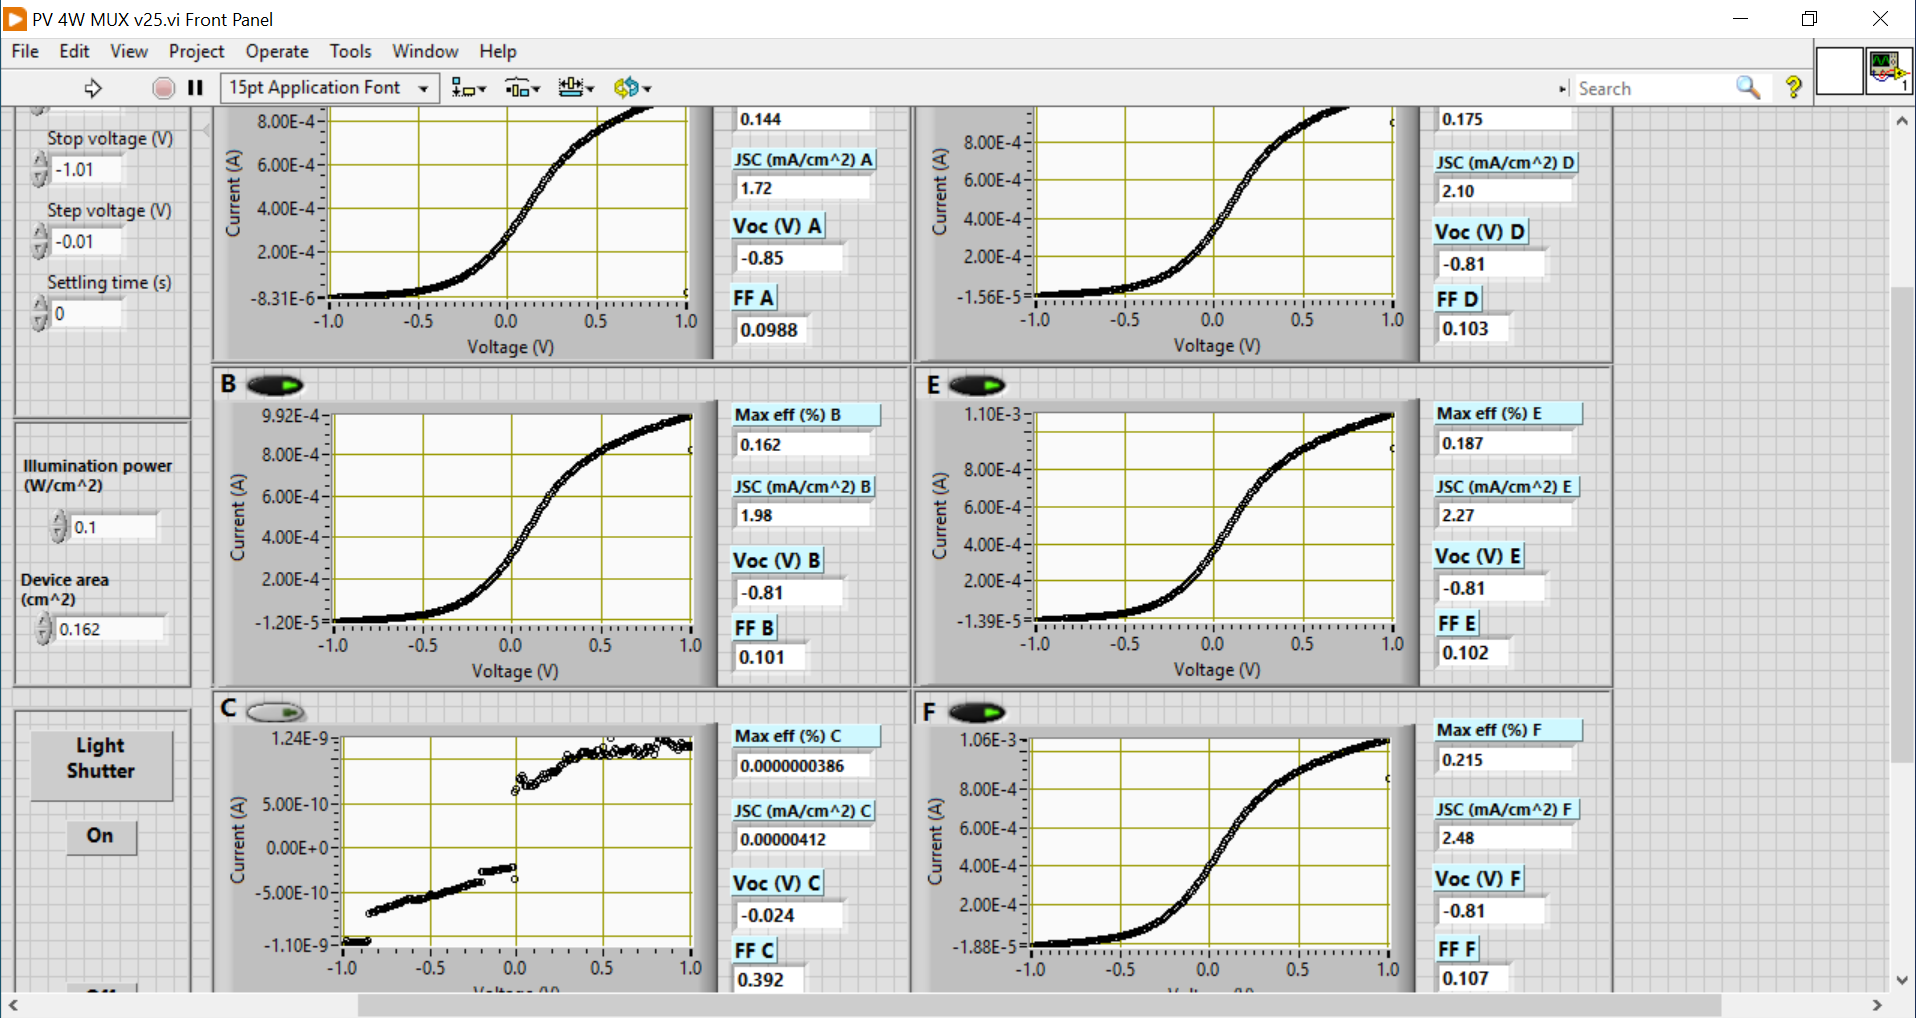 PV 4W MUX v25.vi Front Panel
File Edit View Project Operate Tools Window Help
15pt Application Font
Search
1
Stop voltage (V)
-1.01
Step voltage (V)
-0.01
Settling time (s)
0
Illumination power
(W/cm^2)
0.1
Device area
(cm^2)
0.162
Light
Shutter
On
8.00E-4
6.00E-4
4.00E-4
2.00E-4
-8.31E-6
Current (A)
-1.0 -0.5 0.0 0.5 1.0
Voltage (V)
0.144
JSC (mA/cm^2) A
1.72
Voc (V) A
-0.85
FF A
0.0988
8.00E-4
6.00E-4
4.00E-4
2.00E-4
-1.56E-5
Current (A)
-1.0 -0.5 0.0 0.5 1.0
Voltage (V)
0.175
JSC (mA/cm^2) D
2.10
Voc (V) D
-0.81
FF D
0.103
B
9.92E-4
8.00E-4
6.00E-4
4.00E-4
2.00E-4
-1.20E-5
Current (A)
-1.0 -0.5 0.0 0.5 1.0
Voltage (V)
Max eff (%) B
0.162
JSC (mA/cm^2) B
1.98
Voc (V) B
-0.81
FF B
0.101
E
1.10E-3
8.00E-4
6.00E-4
4.00E-4
2.00E-4
-1.39E-5
Current (A)
-1.0 -0.5 0.0 0.5 1.0
Voltage (V)
Max eff (%) E
0.187
JSC (mA/cm^2) E
2.27
Voc (V) E
-0.81
FF E
0.102
C
1.24E-9
5.00E-10
0.00E+0
-5.00E-10
-1.10E-9
Current (A)
-1.0 -0.5 0.0 0.5 1.0
Max eff (%) C
0.0000000386
JSC (mA/cm^2) C
0.00000412
Voc (V) C
-0.024
FF C
0.392
F
1.06E-3
8.00E-4
6.00E-4
4.00E-4
2.00E-4
-1.88E-5
Current (A)
-1.0 -0.5 0.0 0.5 1.0
Max eff (%) F
0.215
JSC (mA/cm^2) F
2.48
Voc (V) F
-0.81
FF F
0.107